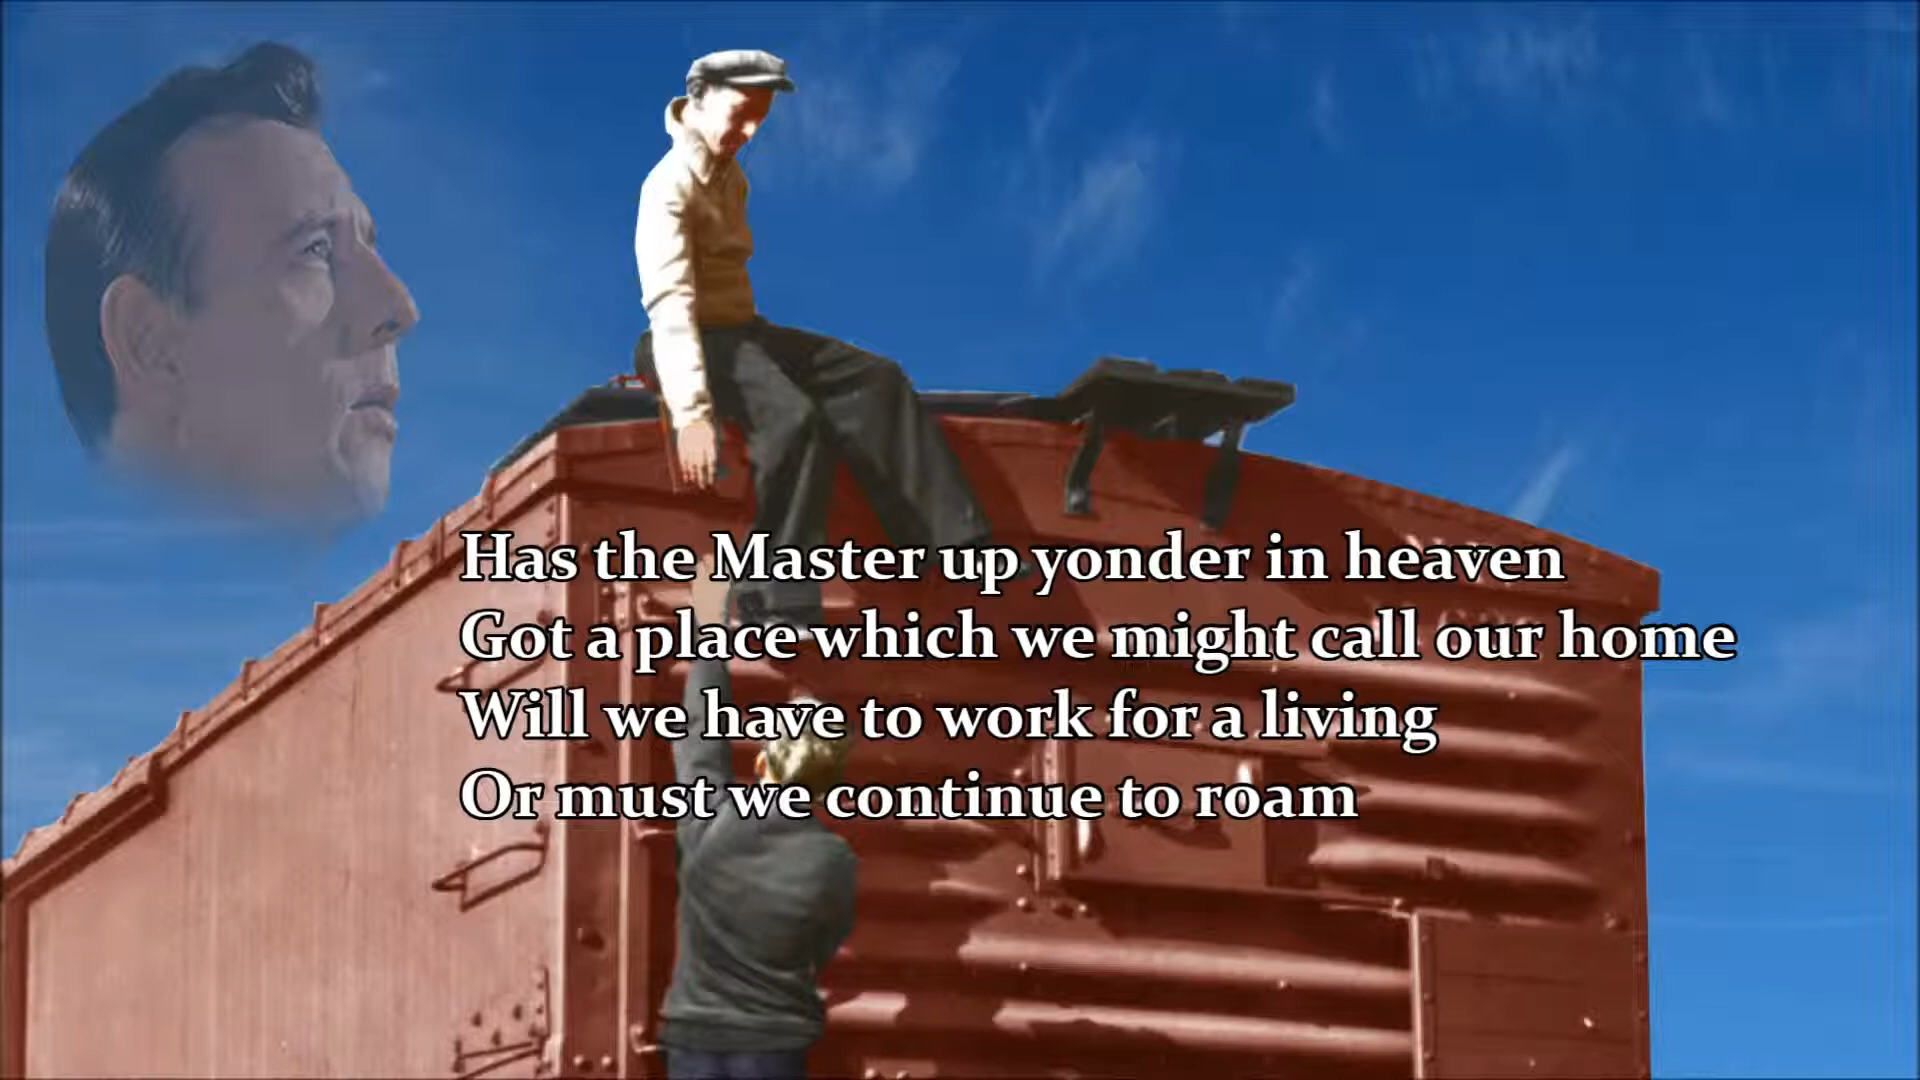 Has the Master up yonder in heaven
Got a place which we might call our home
Will we have to work for a living
Or must we continue to roam